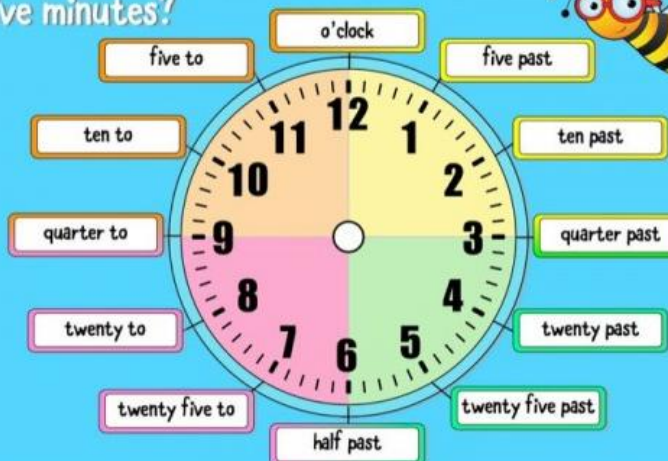 ve minutes?
o'clock
five to
five past
ten to
ten past
quarter to
quarter past
twenty to
twenty past
twenty five to
twenty five past
half past
12
11
1
10
2
9
3
8
4
7
5
6